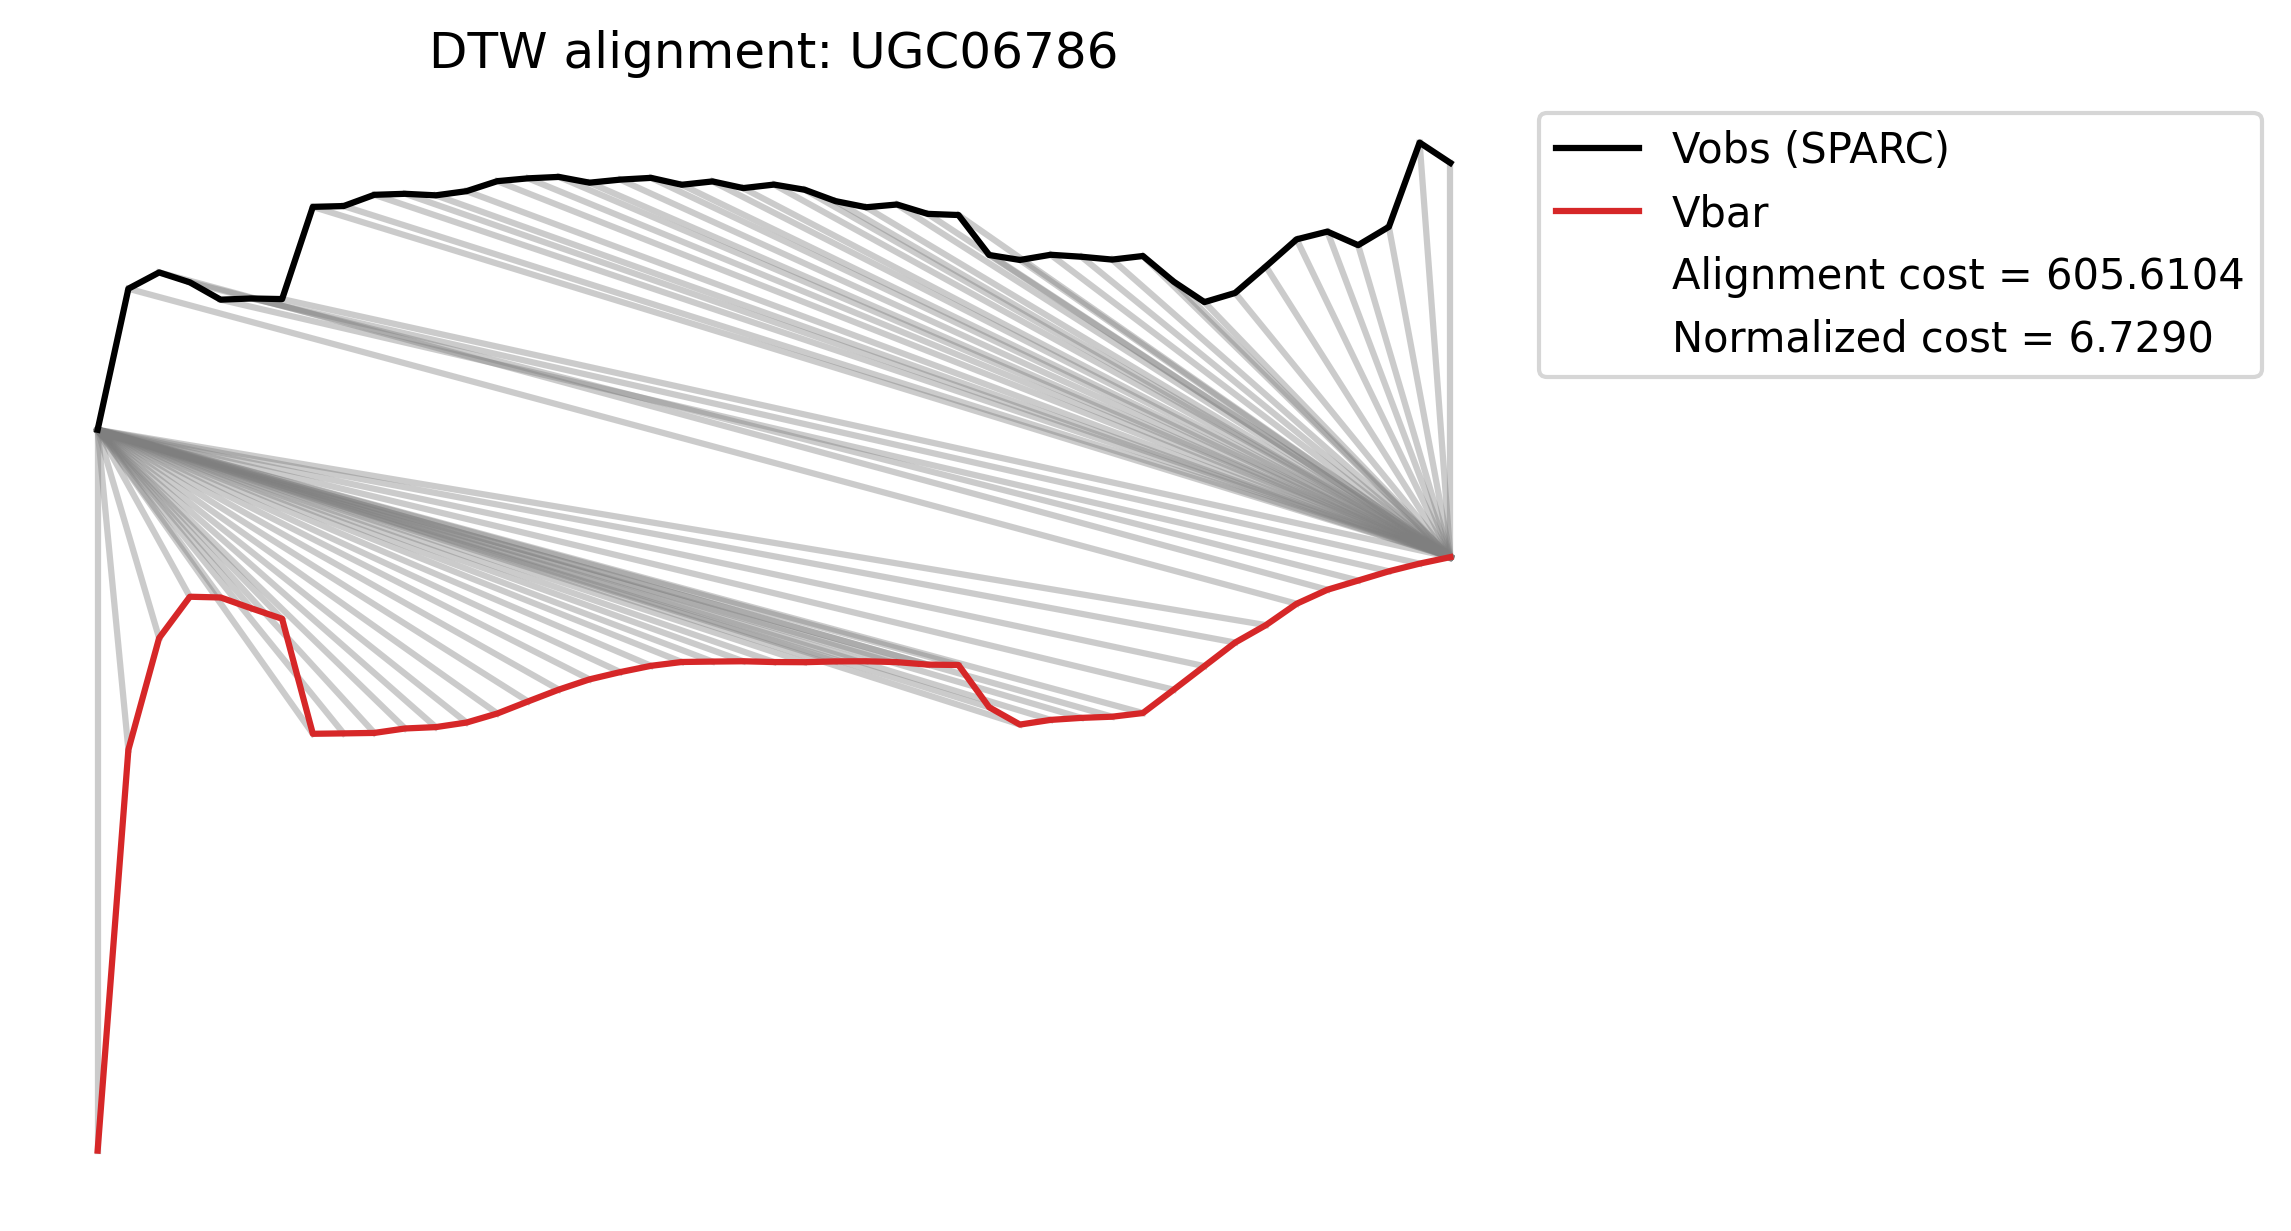 DTW alignment: UGC06786
Vobs (SPARC)
Vbar
Alignment cost = 605.6104
Normalized cost = 6.7290